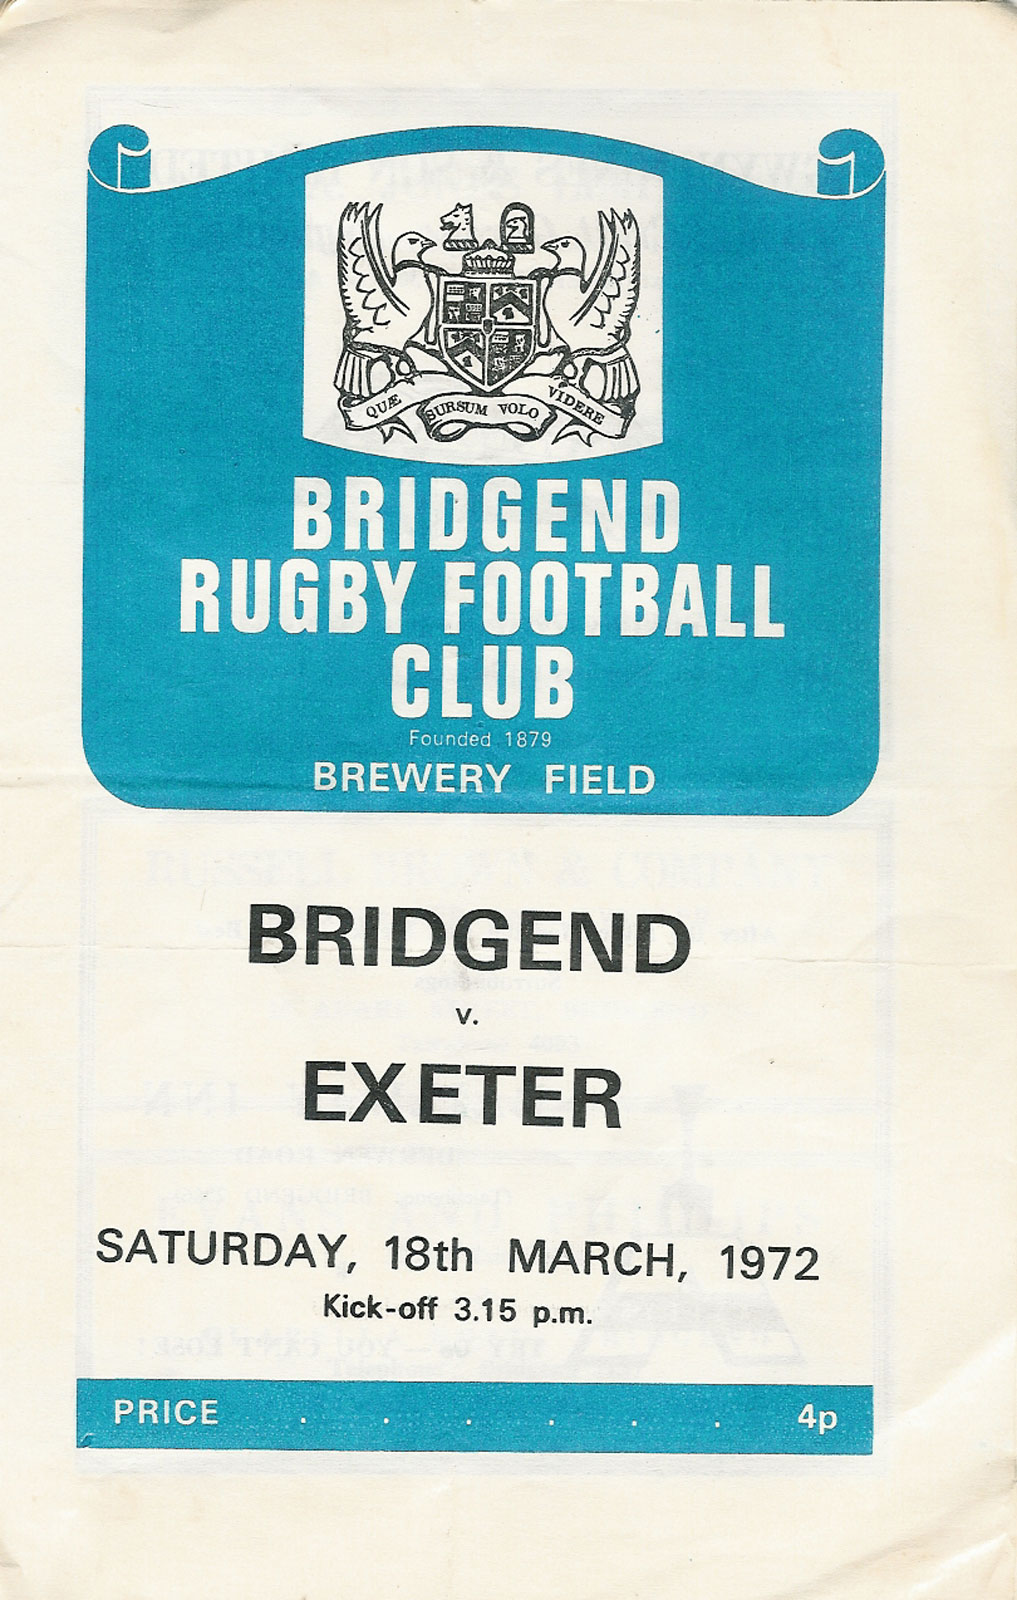 QUÆ SURSUM VOLO VIDERE
BRIDGEND
RUGBY FOOTBALL
CLUB
Founded 1879
BREWERY FIELD
BRIDGEND
v.
EXETER
SATURDAY, 18th MARCH, 1972
Kick-off 3.15 p.m.
PRICE . . . . . . 4p